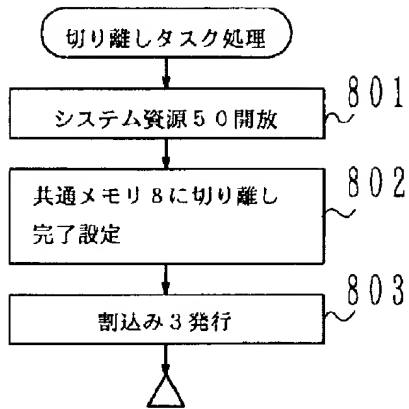 切り離しタスク処理
システム資源５０開放
801
共通メモリ８に切り離し
完了設定
802
割込み３発行
803